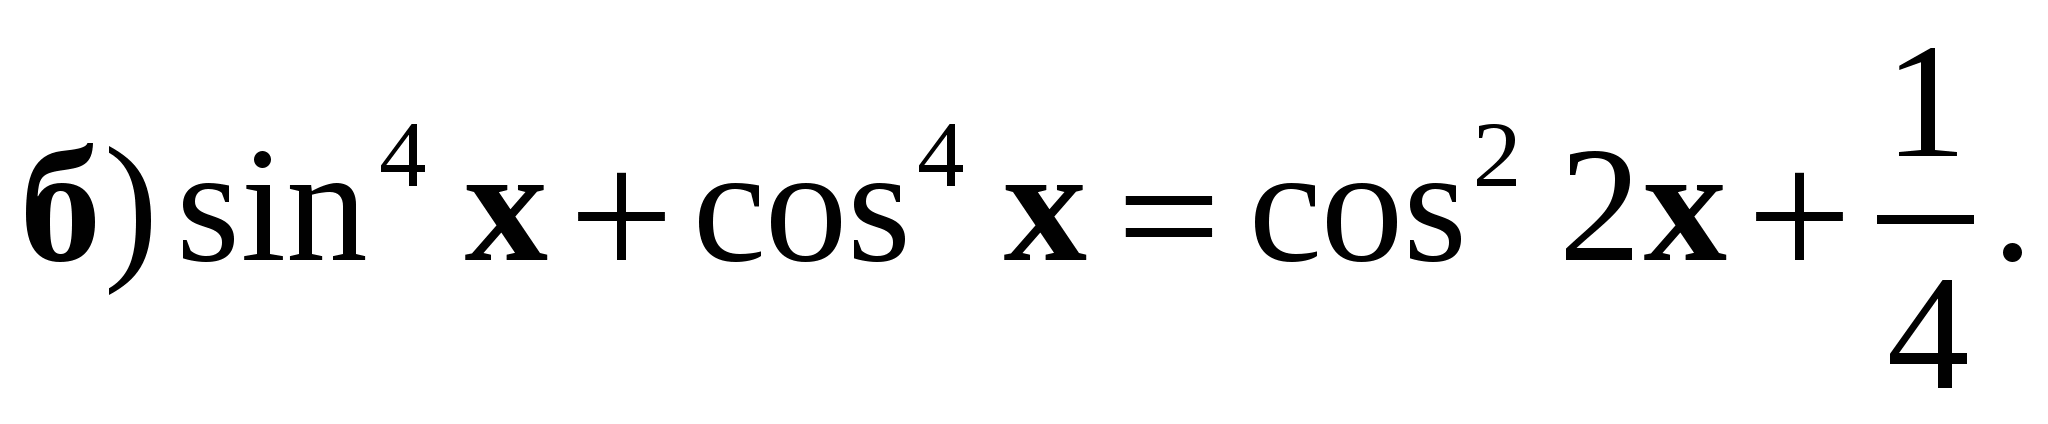 б) sin⁴ x + cos⁴ x = cos² 2x + 1/4.